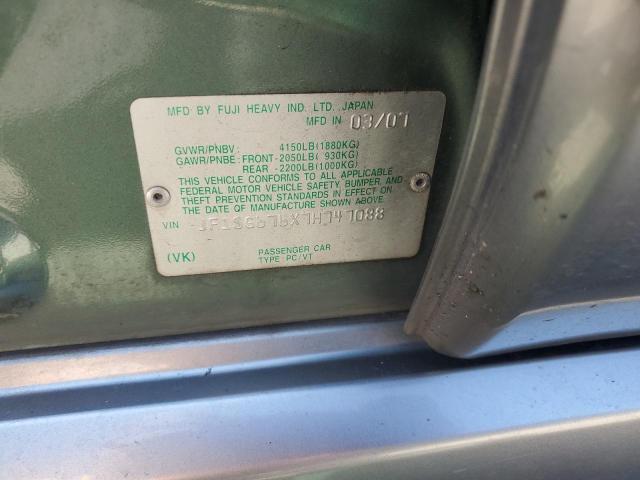 MFD BY FUJI HEAVY IND. LTD. JAPAN
MFD IN 03/07
GVWR/PNBV: 4150LB(1880KG)
GAWR/PNBE: FRONT-2050LB( 930KG)
REAR -2200LB(1000KG)
THIS VEHICLE CONFORMS TO ALL APPLICABLE
FEDERAL MOTOR VEHICLE SAFETY, BUMPER, AND
THEFT PREVENTION STANDARDS IN EFFECT ON
THE DATE OF MANUFACTURE SHOWN ABOVE.
VIN
(VK)
PASSENGER CAR
TYPE PC/VT